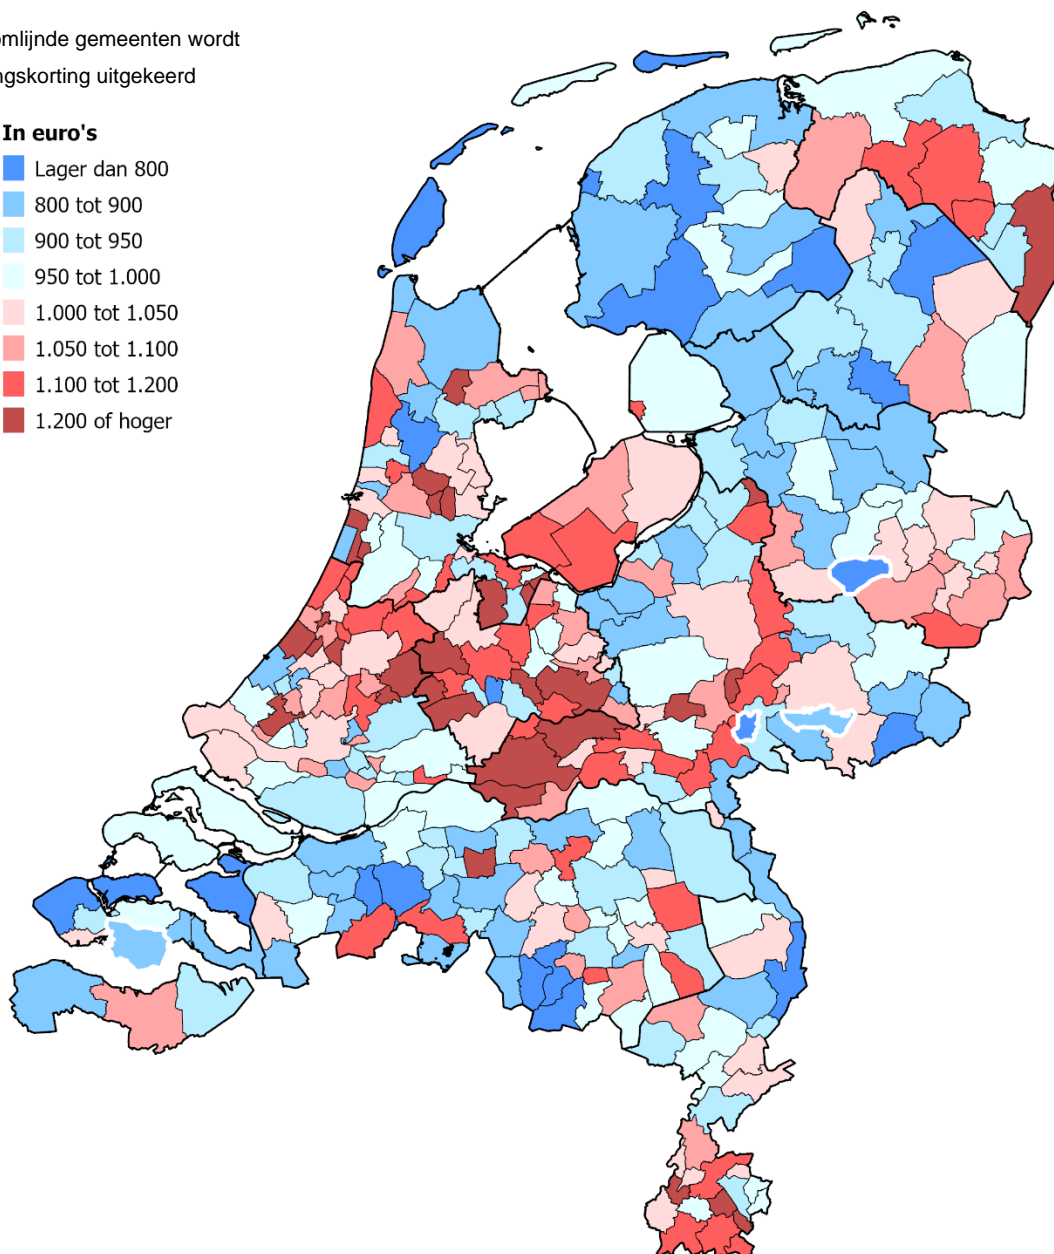 omlijnde gemeenten wordt
ngskorting uitgekeerd
In euro's
Lager dan 800
800 tot 900
900 tot 950
950 tot 1.000
1.000 tot 1.050
1.050 tot 1.100
1.100 tot 1.200
1.200 of hoger